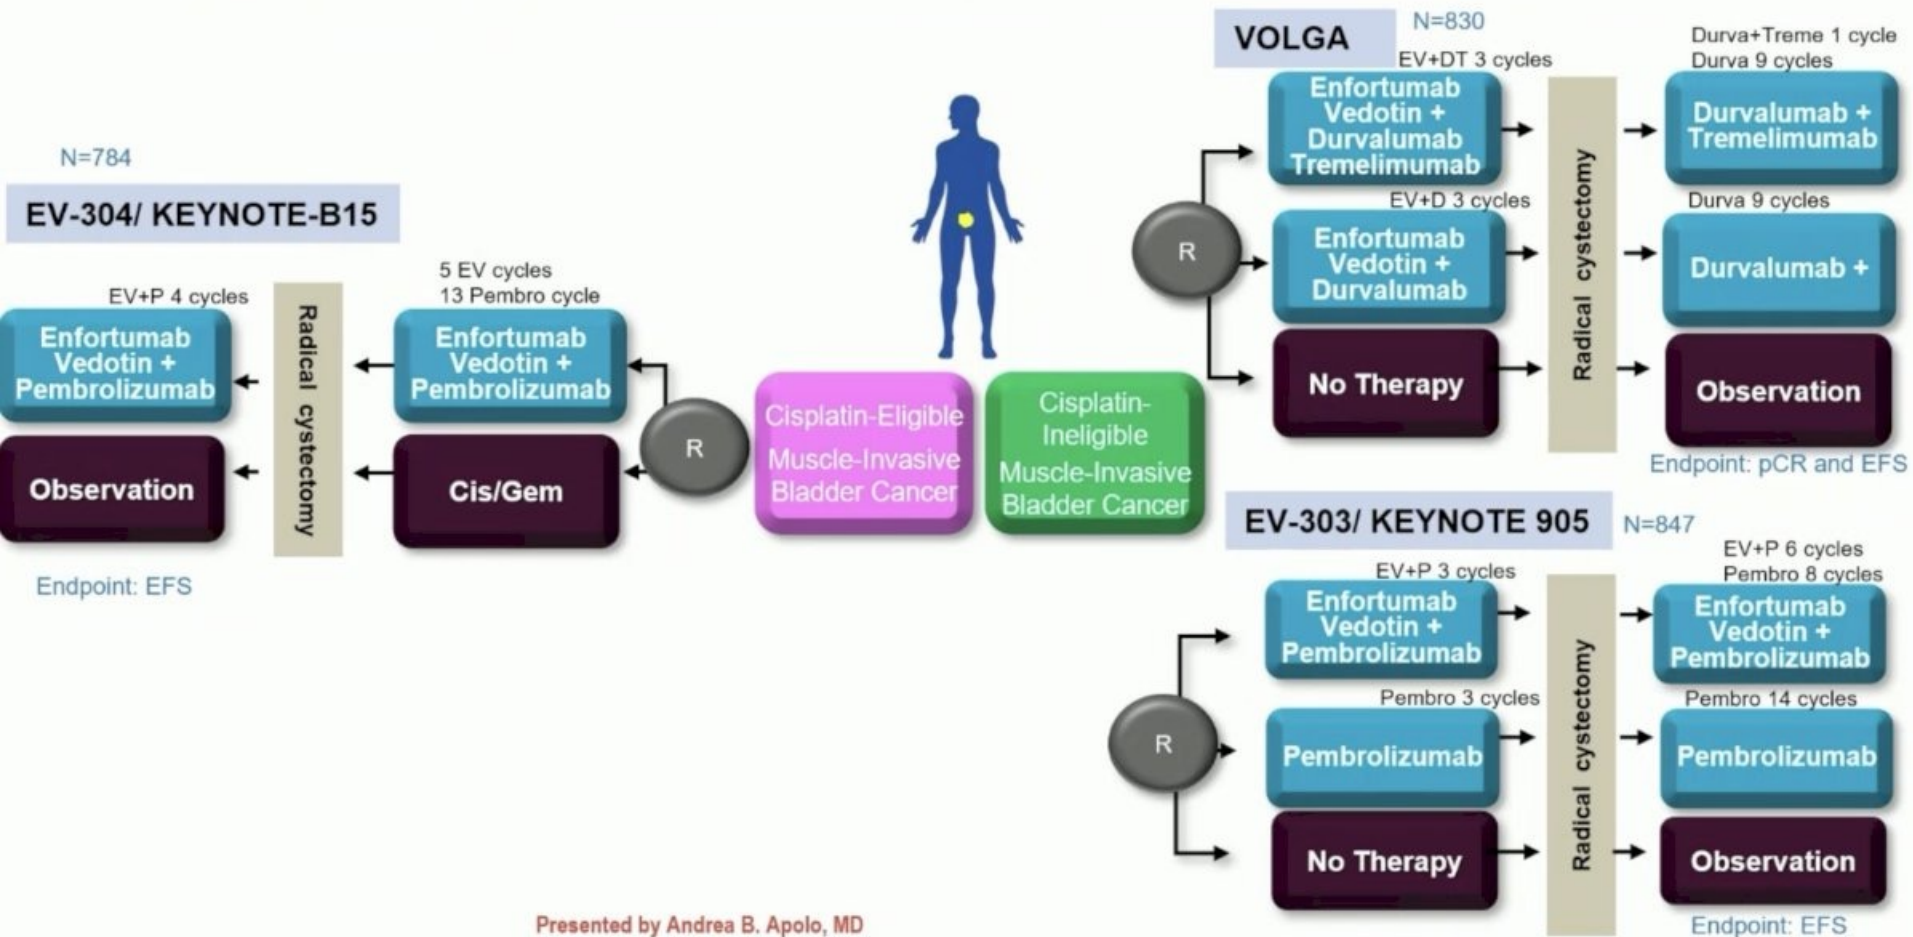 N=784
EV-304/ KEYNOTE-B15
EV+P 4 cycles
Enfortumab
Vedotin +
Pembrolizumab
Observation
Radical cystectomy
5 EV cycles
13 Pembro cycle
Enfortumab
Vedotin +
Pembrolizumab
Cis/Gem
R
Endpoint: EFS
Cisplatin-Eligible
Muscle-Invasive
Bladder Cancer
Cisplatin-
Ineligible
Muscle-Invasive
Bladder Cancer
VOLGA
N=830
R
EV+DT 3 cycles
Enfortumab
Vedotin +
Durvalumab
Tremelimumab
EV+D 3 cycles
Enfortumab
Vedotin +
Durvalumab
No Therapy
Radical cystectomy
Durva+Treme 1 cycle
Durva 9 cycles
Durvalumab +
Tremelimumab
Durva 9 cycles
Durvalumab +
Observation
Endpoint: pCR and EFS
EV-303/ KEYNOTE 905
N=847
R
EV+P 3 cycles
Enfortumab
Vedotin +
Pembrolizumab
Pembro 3 cycles
Pembrolizumab
No Therapy
Radical cystectomy
EV+P 6 cycles
Pembro 8 cycles
Enfortumab
Vedotin +
Pembrolizumab
Pembro 14 cycles
Pembrolizumab
Observation
Endpoint: EFS
Presented by Andrea B. Apolo, MD